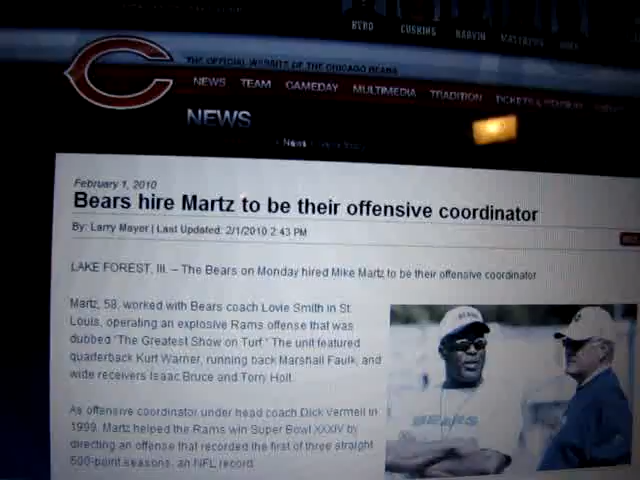 BYRD CUSHING MARVIN
THE OFFICIAL WEBSITE OF THE CHICAGO BEARS
NEWS TEAM GAMEDAY MULTIMEDIA TRADITION TICKETS &
NEWS
News
February 1, 2010
Bears hire Martz to be their offensive coordinator
By: Larry Mayer | Last Updated: 2/1/2010 2:43 PM
LAKE FOREST, Ill. – The Bears on Monday hired Mike Martz to be their offensive coordinator
Martz, 58, worked with Bears coach Lovie Smith in St.
Louis, operating an explosive Rams offense that was
dubbed "The Greatest Show on Turf." The unit featured
quaderback Kurt Warner, running back Marshall Faulk, and
wide receivers Isaac Bruce and Torry Holt.
As offensive coordinator under head coach Dick Vermeil in
1999, Martz helped the Rams win Super Bowl XXXIV by
directing an offense that recorded the first of three straight
500-point seasons, an NFL record.
BEARS